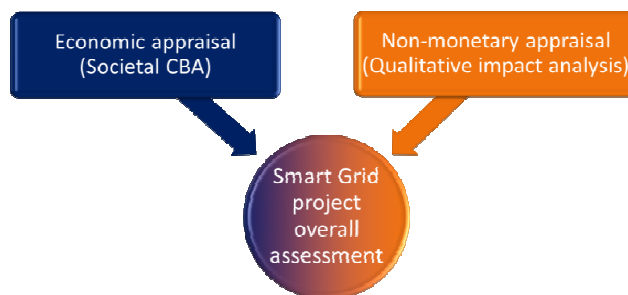 Economic appraisal
(Societal CBA)
Non-monetary appraisal
(Qualitative impact analysis)
Smart Grid
project
overall
assessment